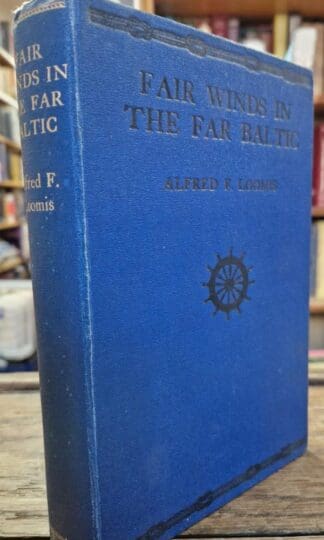 FAIR
WINDS IN
THE FAR
BALTIC
Alfred F.
Loomis
FAIR WINDS IN
THE FAR BALTIC
ALFRED F. LOOMIS